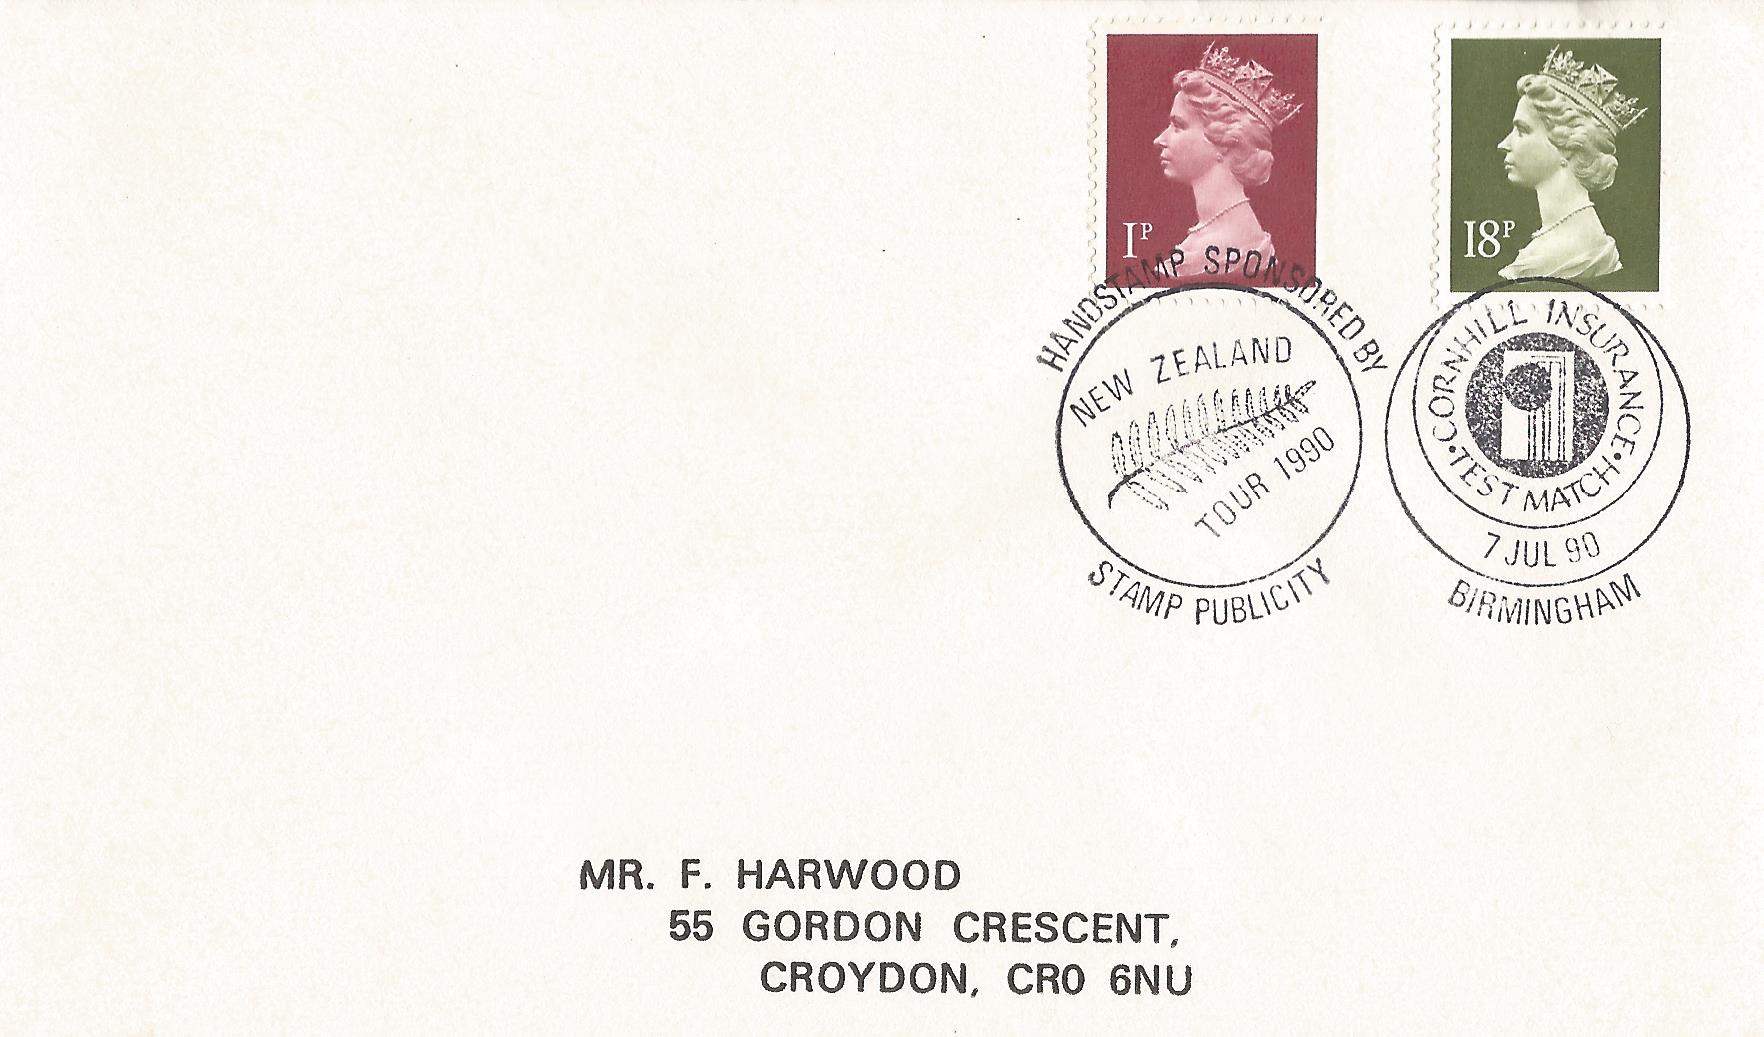 1P
18P
HANDSTAMP SPONSORED BY
NEW ZEALAND
TOUR 1990
STAMP PUBLICITY
CORNHILL INSURANCE
• TEST MATCH •
7 JUL 90
BIRMINGHAM
MR. F. HARWOOD
55 GORDON CRESCENT,
CROYDON, CR0 6NU